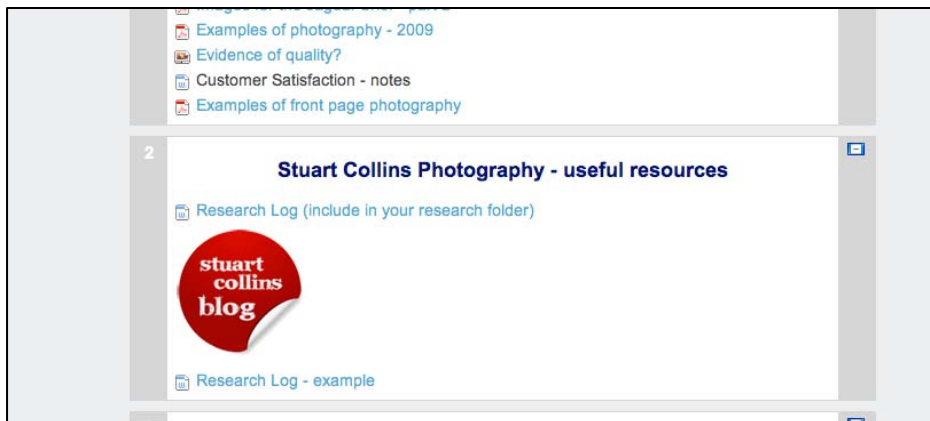 Examples of photography - 2009
Evidence of quality?
Customer Satisfaction - notes
Examples of front page photography
2
Stuart Collins Photography - useful resources
Research Log (include in your research folder)
stuart
collins
blog
Research Log - example